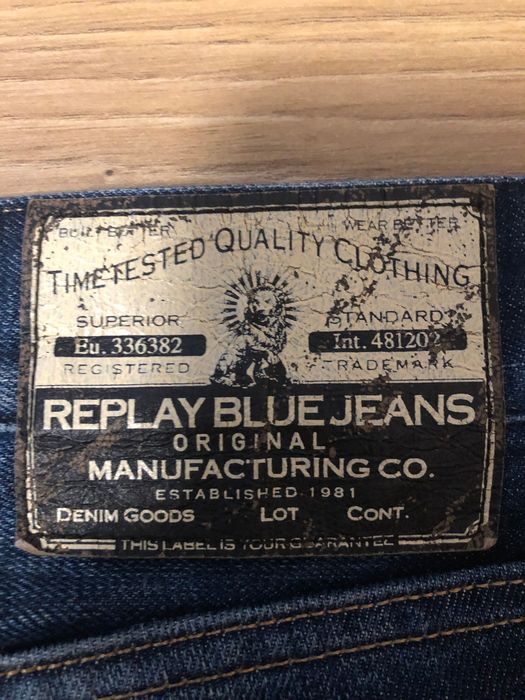 BUILT BETTER WEAR BETTER
TIMETESTED QUALITY CLOTHING
SUPERIOR STANDARD
Eu. 336382 Int. 481202
REGISTERED TRADEMARK
REPLAY BLUE JEANS
ORIGINAL
MANUFACTURING CO.
ESTABLISHED 1981
DENIM GOODS LOT CONT.
THIS LABEL IS YOUR GUARANTEE